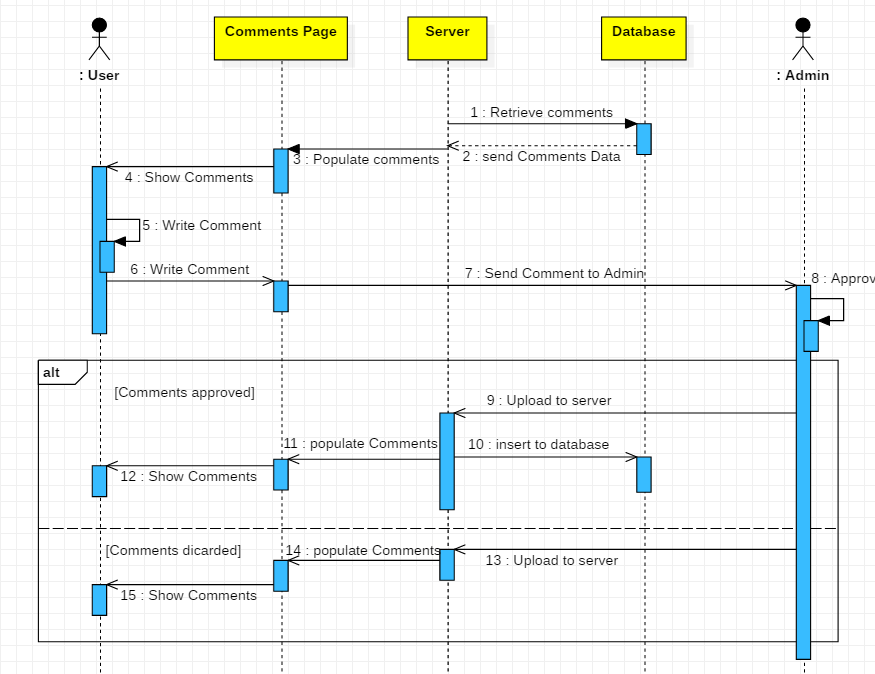 Comments Page
Server
Database
: User
: Admin
1 : Retrieve comments
2 : send Comments Data
3 : Populate comments
4 : Show Comments
5 : Write Comment
6 : Write Comment
7 : Send Comment to Admin
8 : Approv
alt
[Comments approved]
9 : Upload to server
10 : insert to database
11 : populate Comments
12 : Show Comments
[Comments dicarded]
13 : Upload to server
14 : populate Comments
15 : Show Comments